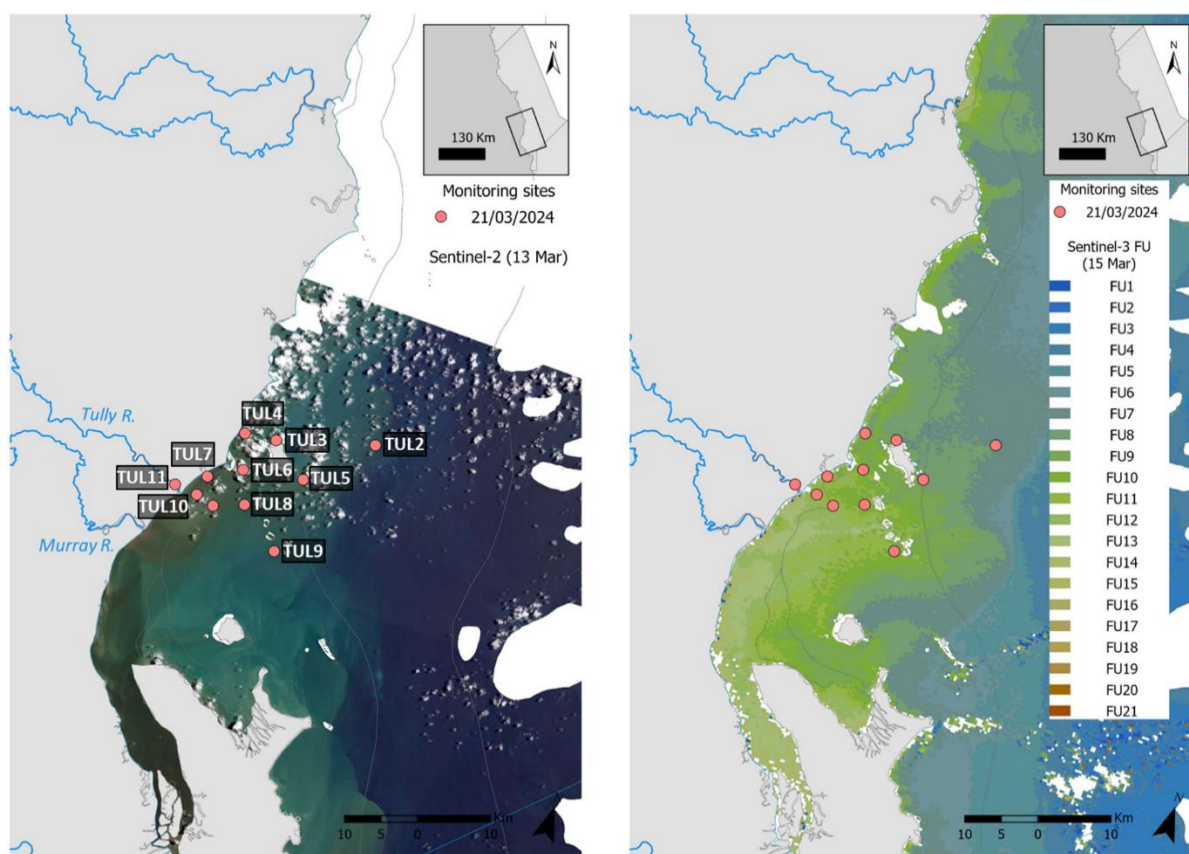 N
130 Km
Monitoring sites
21/03/2024
Sentinel-2 (13 Mar)
Tully R.
TUL4
TUL3
TUL2
TUL7
TUL6
TUL11
TUL5
TUL10
TUL8
Murray R.
TUL9
10 5 0 10
Km
N
N
130 Km
Monitoring sites
21/03/2024
Sentinel-3 FU
(15 Mar)
FU1
FU2
FU3
FU4
FU5
FU6
FU7
FU8
FU9
FU10
FU11
FU12
FU13
FU14
FU15
FU16
FU17
FU18
FU19
FU20
FU21
10 5 0 10
Km
N